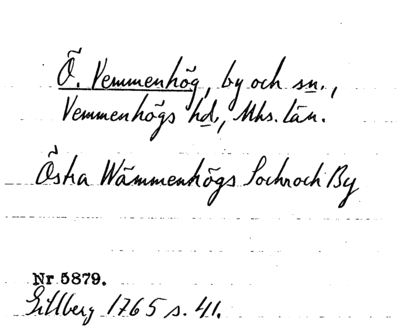 Ö. Vemmenhög, by och sn.,
Vemmenhögs hd., Mhs. län.
Östra Wämmenhögs Sochn och By
Nr 5879.
Gillberg 1765 s. 41.